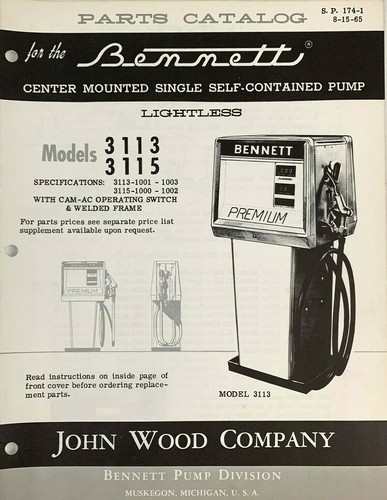 PARTS CATALOG
S. P. 174-1
8-15-65
for the Bennett®
CENTER MOUNTED SINGLE SELF-CONTAINED PUMP
LIGHTLESS
Models 3113
3115
SPECIFICATIONS: 3113-1001 - 1003
3115-1000 - 1002
WITH CAM-AC OPERATING SWITCH
& WELDED FRAME
For parts prices see separate price list
supplement available upon request.
BENNETT
PREMIUM
PREMIUM
Read instructions on inside page of
front cover before ordering replace-
ment parts.
MODEL 3113
JOHN WOOD COMPANY
BENNETT PUMP DIVISION
MUSKEGON, MICHIGAN, U. S. A.